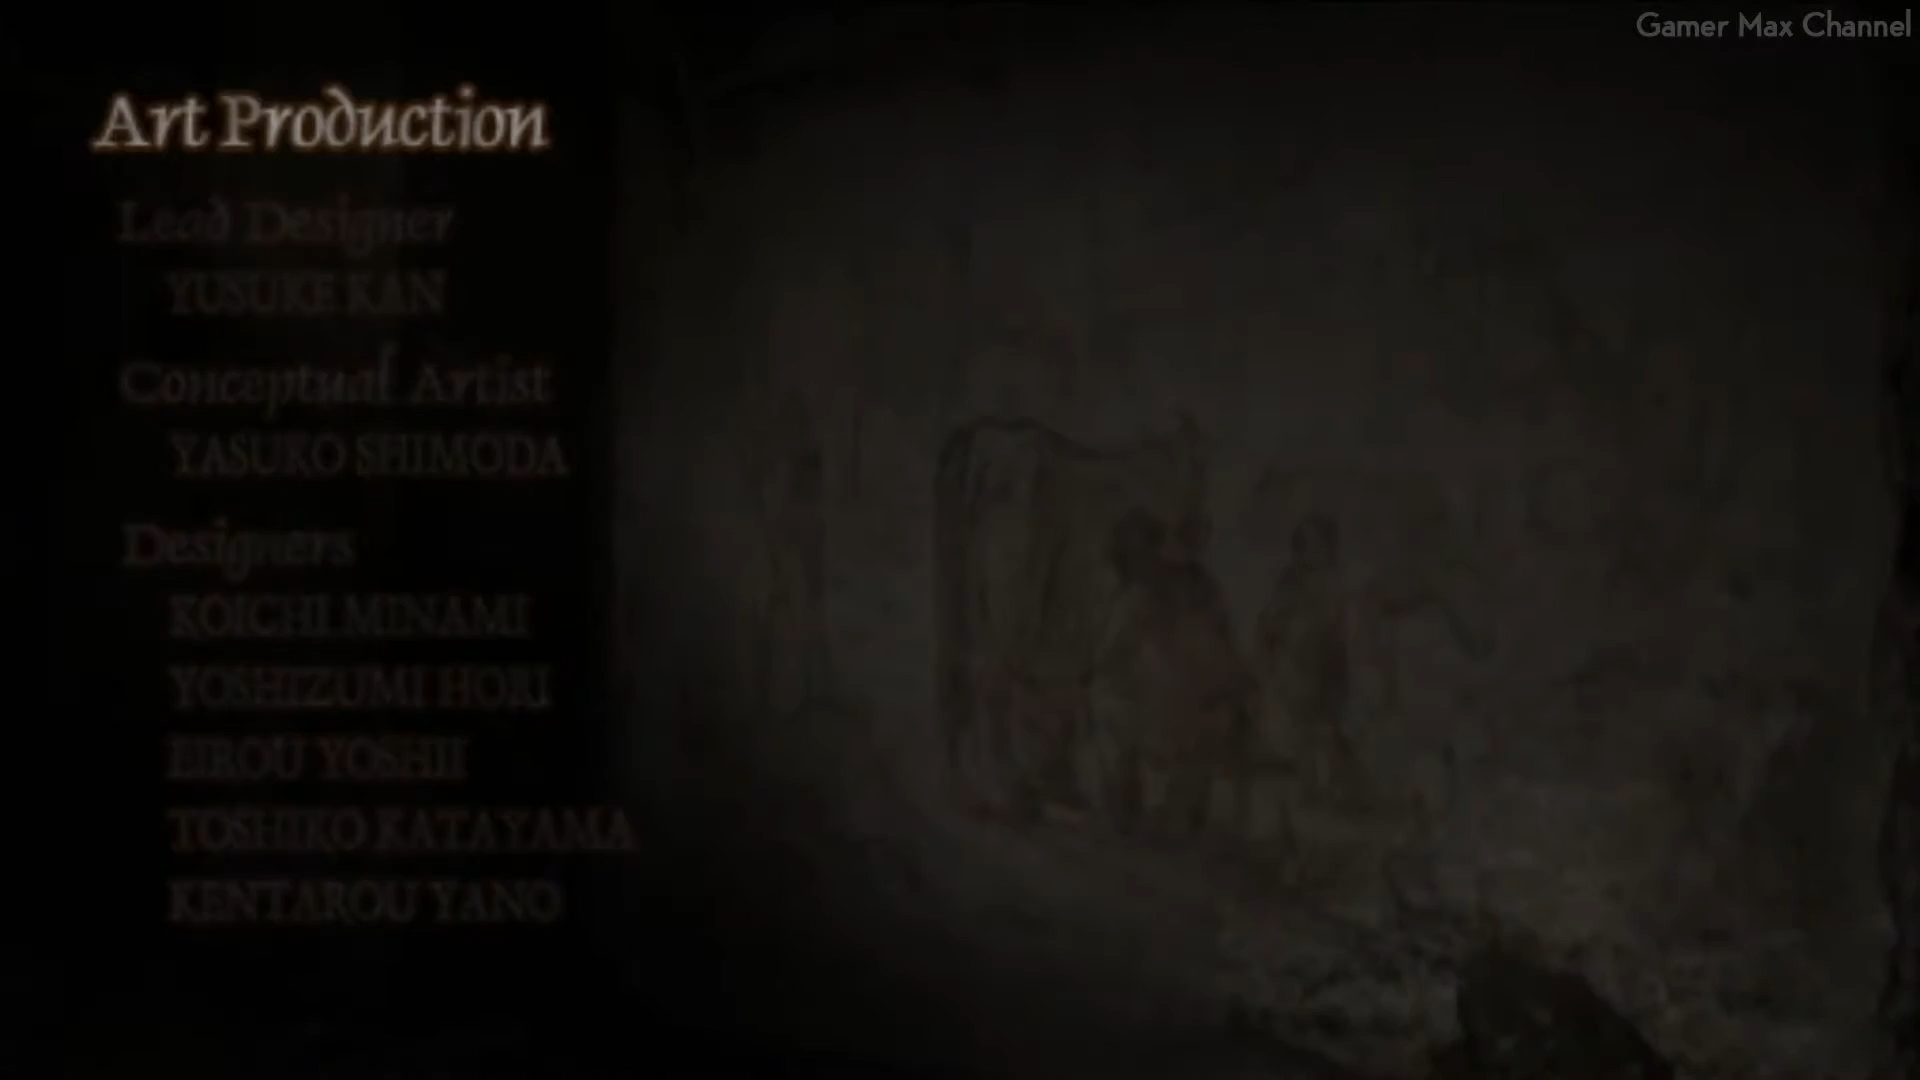 Gamer Max Channel
Art Production
Lead Designer
YUSUKE KAN
Conceptual Artist
YASUKO SHIMODA
Designers
KOICHI MINAMI
YOSHIZUMI HORI
EIROU YOSHII
TOSHIKO KATAYAMA
KENTAROU YANO